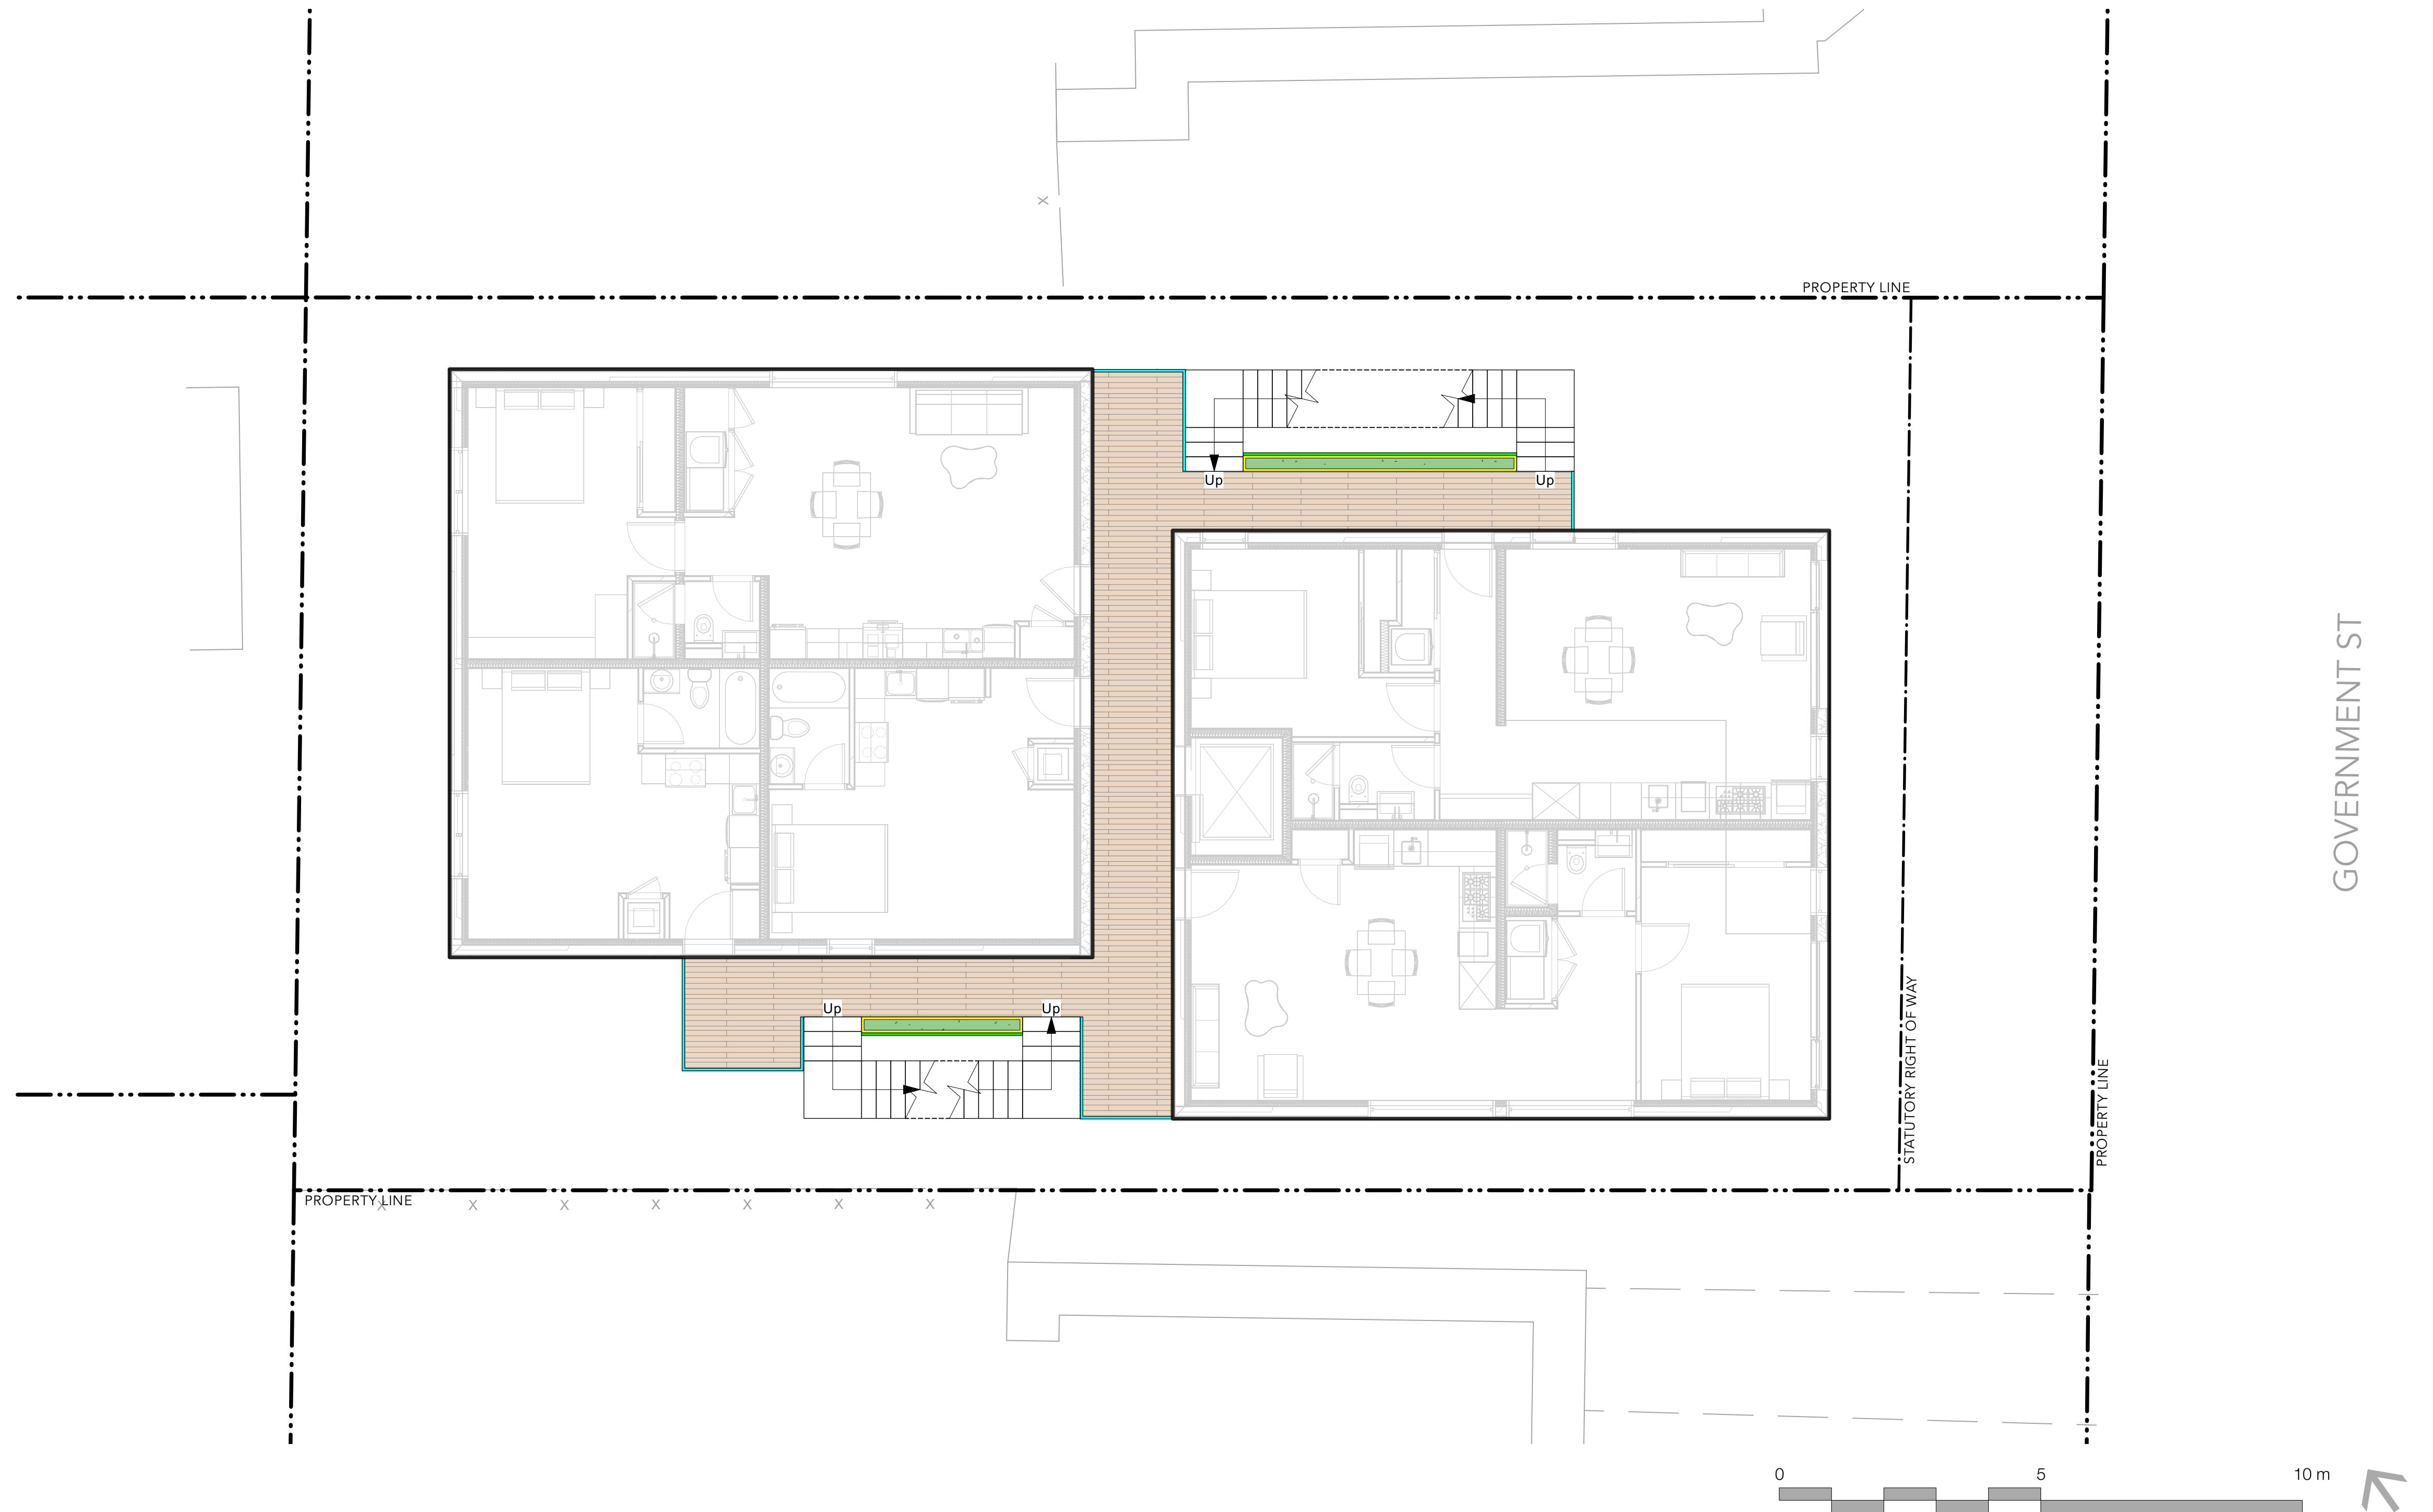 X
PROPERTY LINE
Up
Up
GOVERNMENT ST
Up
Up
STATUTORY RIGHT OF WAY
PROPERTY LINE
PROPERTY LINE
X X X X X X X
0 5 10 m